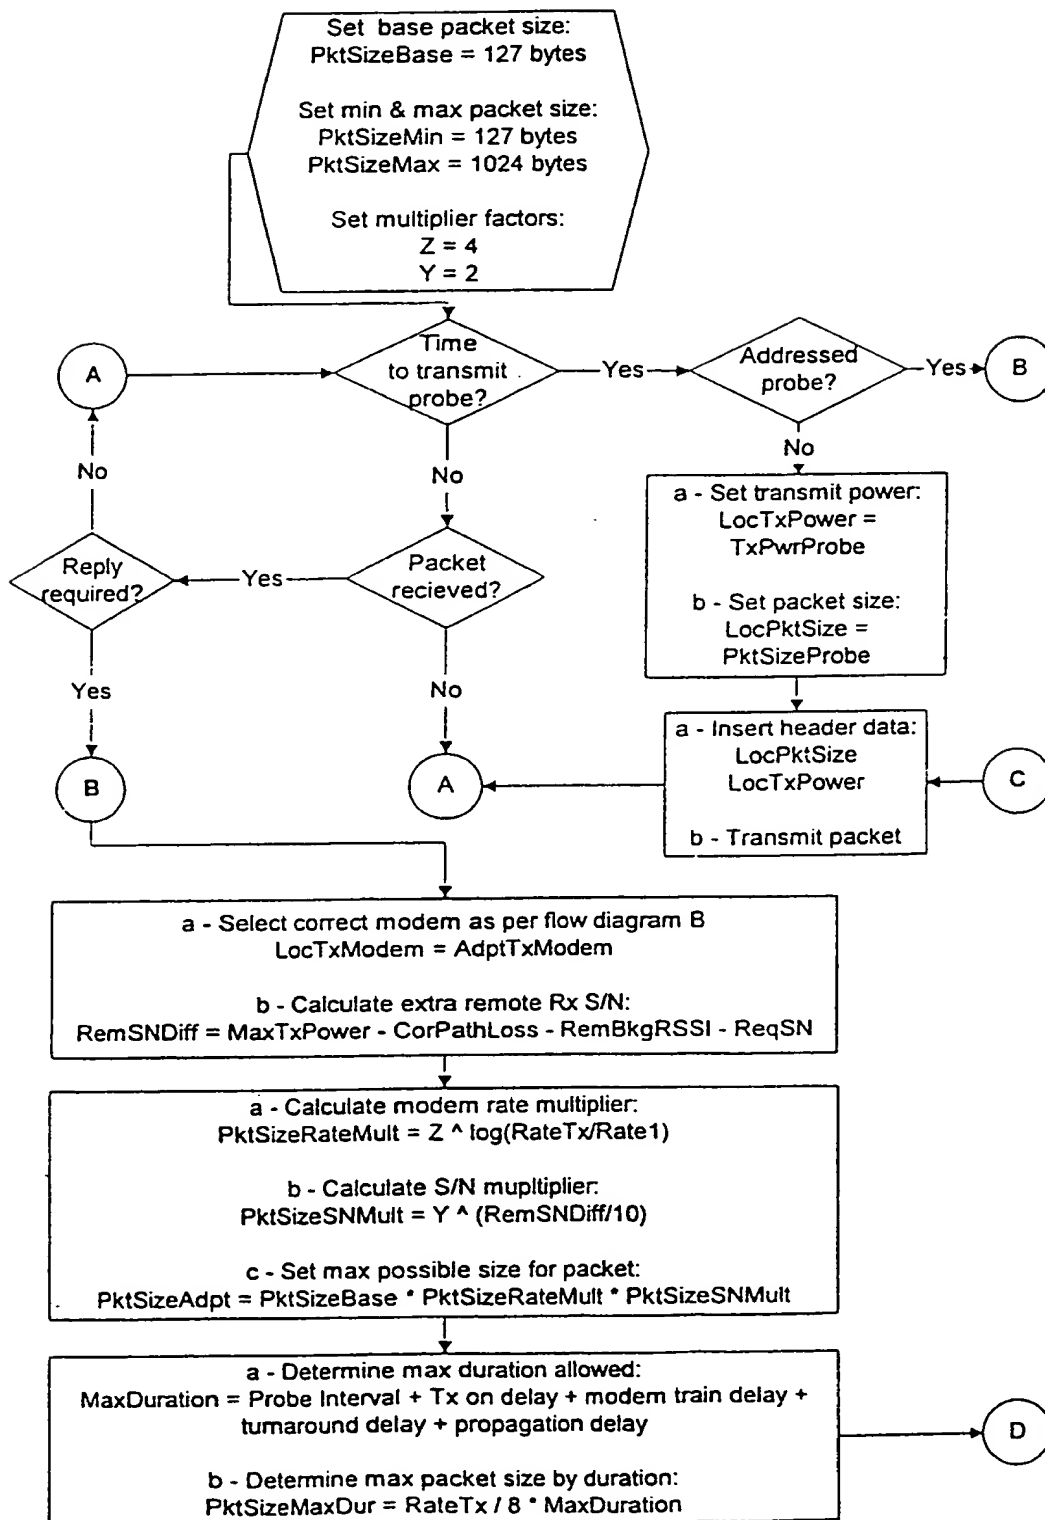 Set base packet size:
PktSizeBase = 127 bytes
Set min & max packet size:
PktSizeMin = 127 bytes
PktSizeMax = 1024 bytes
Set multiplier factors:
Z = 4
Y = 2
A
Time
to transmit
probe?
Yes
Addressed
probe?
Yes
B
No
No
No
a - Set transmit power:
LocTxPower =
TxPwrProbe
b - Set packet size:
LocPktSize =
PktSizeProbe
Reply
required?
Yes
Packet
recieved?
Yes
No
B
A
a - Insert header data:
LocPktSize
LocTxPower
b - Transmit packet
C
a - Select correct modem as per flow diagram B
LocTxModem = AdptTxModem
b - Calculate extra remote Rx S/N:
RemSNDiff = MaxTxPower - CorPathLoss - RemBkgRSSI - ReqSN
a - Calculate modem rate multiplier:
PktSizeRateMult = Z ^ log(RateTx/Rate1)
b - Calculate S/N mupltiplier:
PktSizeSNMult = Y ^ (RemSNDiff/10)
c - Set max possible size for packet:
PktSizeAdpt = PktSizeBase * PktSizeRateMult * PktSizeSNMult
a - Determine max duration allowed:
MaxDuration = Probe Interval + Tx on delay + modem train delay +
turnaround delay + propagation delay
b - Determine max packet size by duration:
PktSizeMaxDur = RateTx / 8 * MaxDuration
D